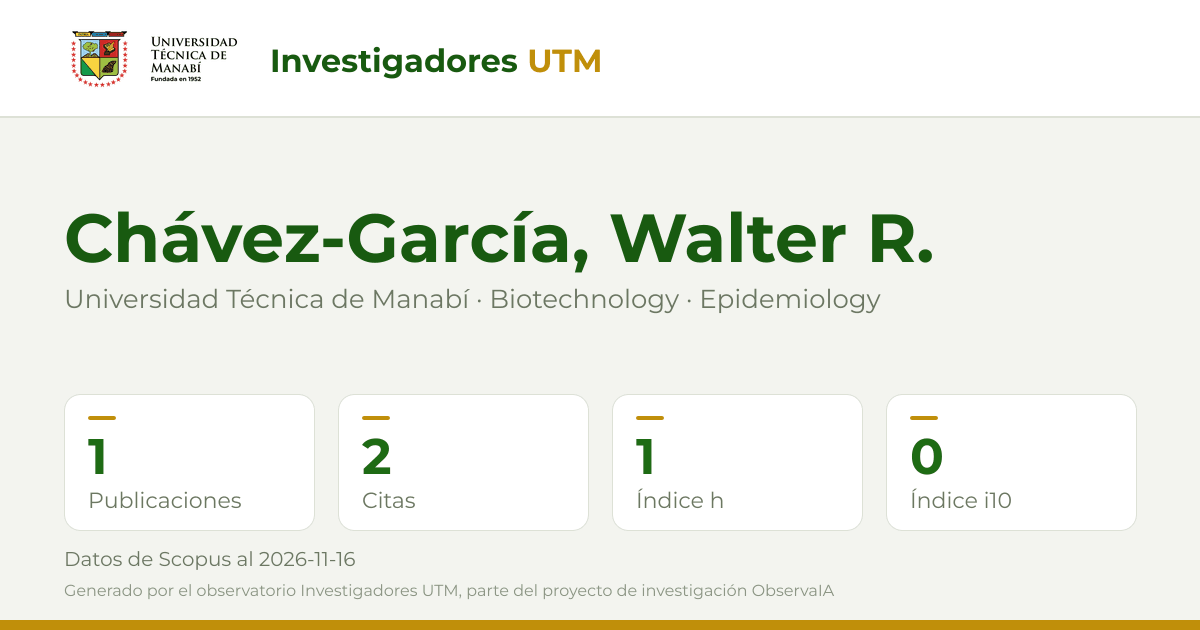 UNIVERSIDAD
TÉCNICA DE
MANABÍ
Fundada en 1952
Investigadores UTM
Chávez-García, Walter R.
Universidad Técnica de Manabí · Biotechnology · Epidemiology
1
Publicaciones
2
Citas
1
Índice h
0
Índice i10
Datos de Scopus al 2026-11-16
Generado por el observatorio Investigadores UTM, parte del proyecto de investigación ObservaIA